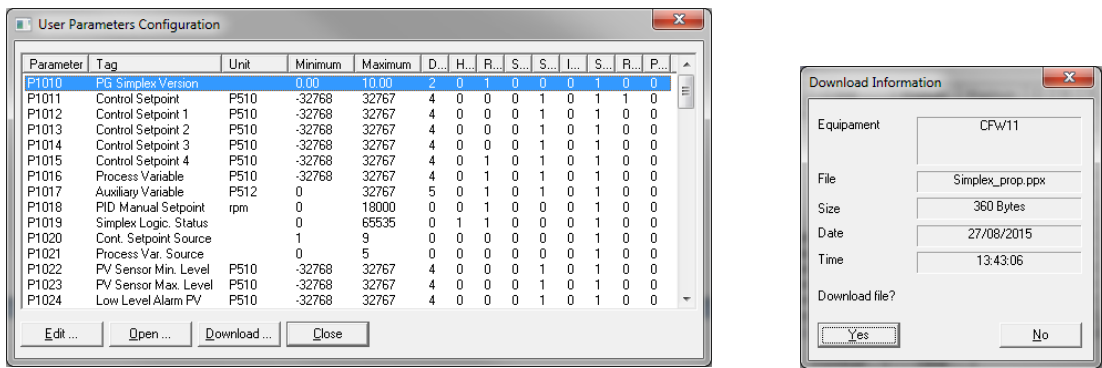 User Parameters Configuration
Parameter Tag Unit Minimum Maximum D... H... R... S... S... I... S... R... P...
P1010 PG Simplex Version 0.00 10.00 2 0 1 0 0 0 1 0 0
P1011 Control Setpoint P510 -32768 32767 4 0 0 0 1 0 1 1 0
P1012 Control Setpoint 1 P510 -32768 32767 4 0 0 0 1 0 1 0 0
P1013 Control Setpoint 2 P510 -32768 32767 4 0 0 0 1 0 1 0 0
P1014 Control Setpoint 3 P510 -32768 32767 4 0 0 0 1 0 1 0 0
P1015 Control Setpoint 4 P510 -32768 32767 4 0 1 0 1 0 1 0 0
P1016 Process Variable P510 -32768 32767 4 0 1 0 1 0 1 0 0
P1017 Auxiliary Variable P512 0 32767 5 0 1 0 1 0 1 0 0
P1018 PID Manual Setpoint rpm 0 18000 0 0 1 0 0 0 1 0 0
P1019 Simplex Logic. Status 0 65535 0 1 1 0 0 0 1 0 0
P1020 Cont. Setpoint Source 1 9 0 0 0 0 0 0 1 0 0
P1021 Process Var. Source 0 5 0 0 0 0 0 0 1 0 0
P1022 PV Sensor Min. Level P510 -32768 32767 4 0 0 0 1 0 1 0 0
P1023 PV Sensor Max. Level P510 -32768 32767 4 0 0 0 1 0 1 0 0
P1024 Low Level Alarm PV P510 -32768 32767 4 0 0 0 1 0 1 0 0
Edit ... Open ... Download ... Close
Download Information
Equipament CFW11
File Simplex_prop.ppx
Size 360 Bytes
Date 27/08/2015
Time 13:43:06
Download file?
Yes No